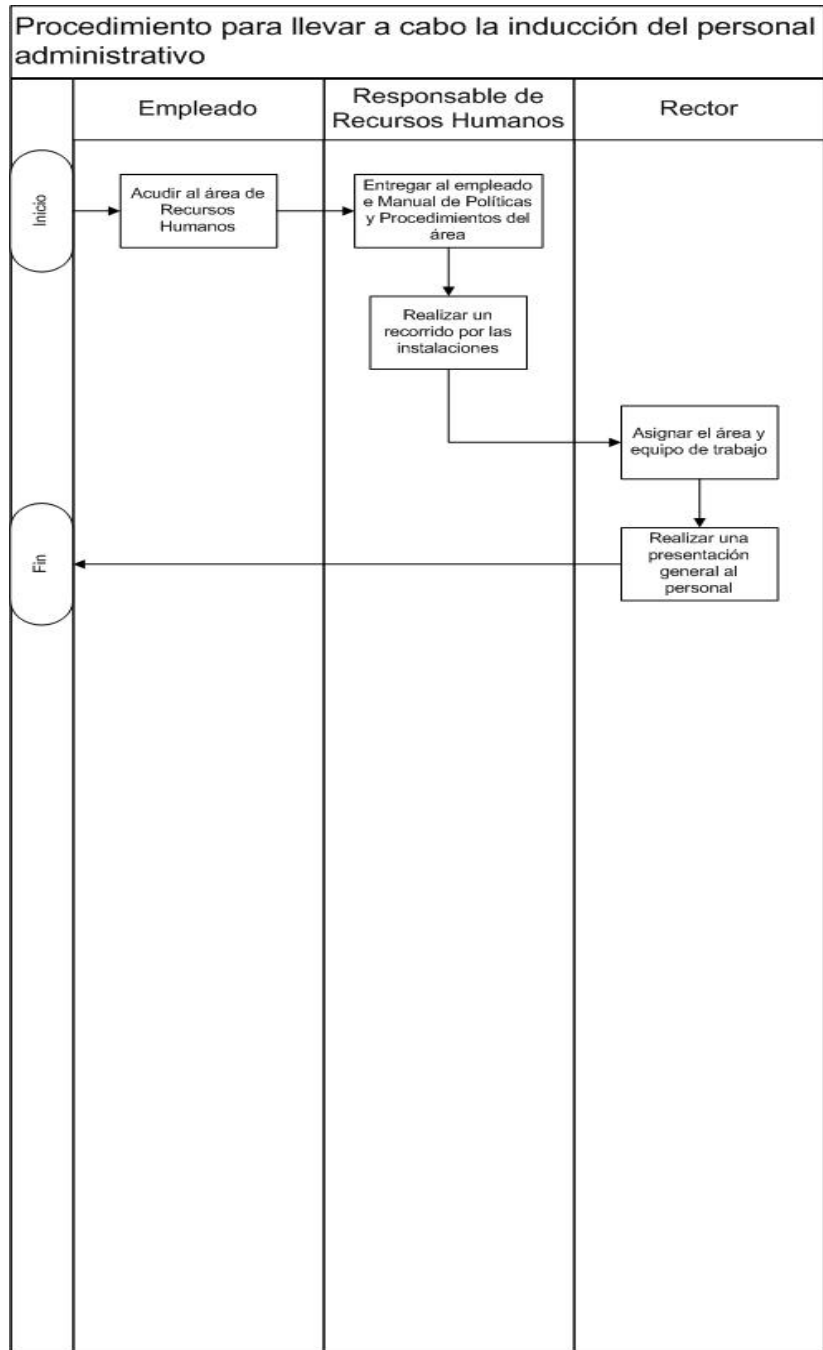 Procedimiento para llevar a cabo la inducción del personal
administrativo
Empleado
Responsable de
Recursos Humanos
Rector
Inicio
Acudir al área de
Recursos
Humanos
Entregar al empleado
e Manual de Políticas
y Procedimientos del
área
Realizar un
recorrido por las
instalaciones
Asignar el área y
equipo de trabajo
Realizar una
presentación
general al
personal
Fin